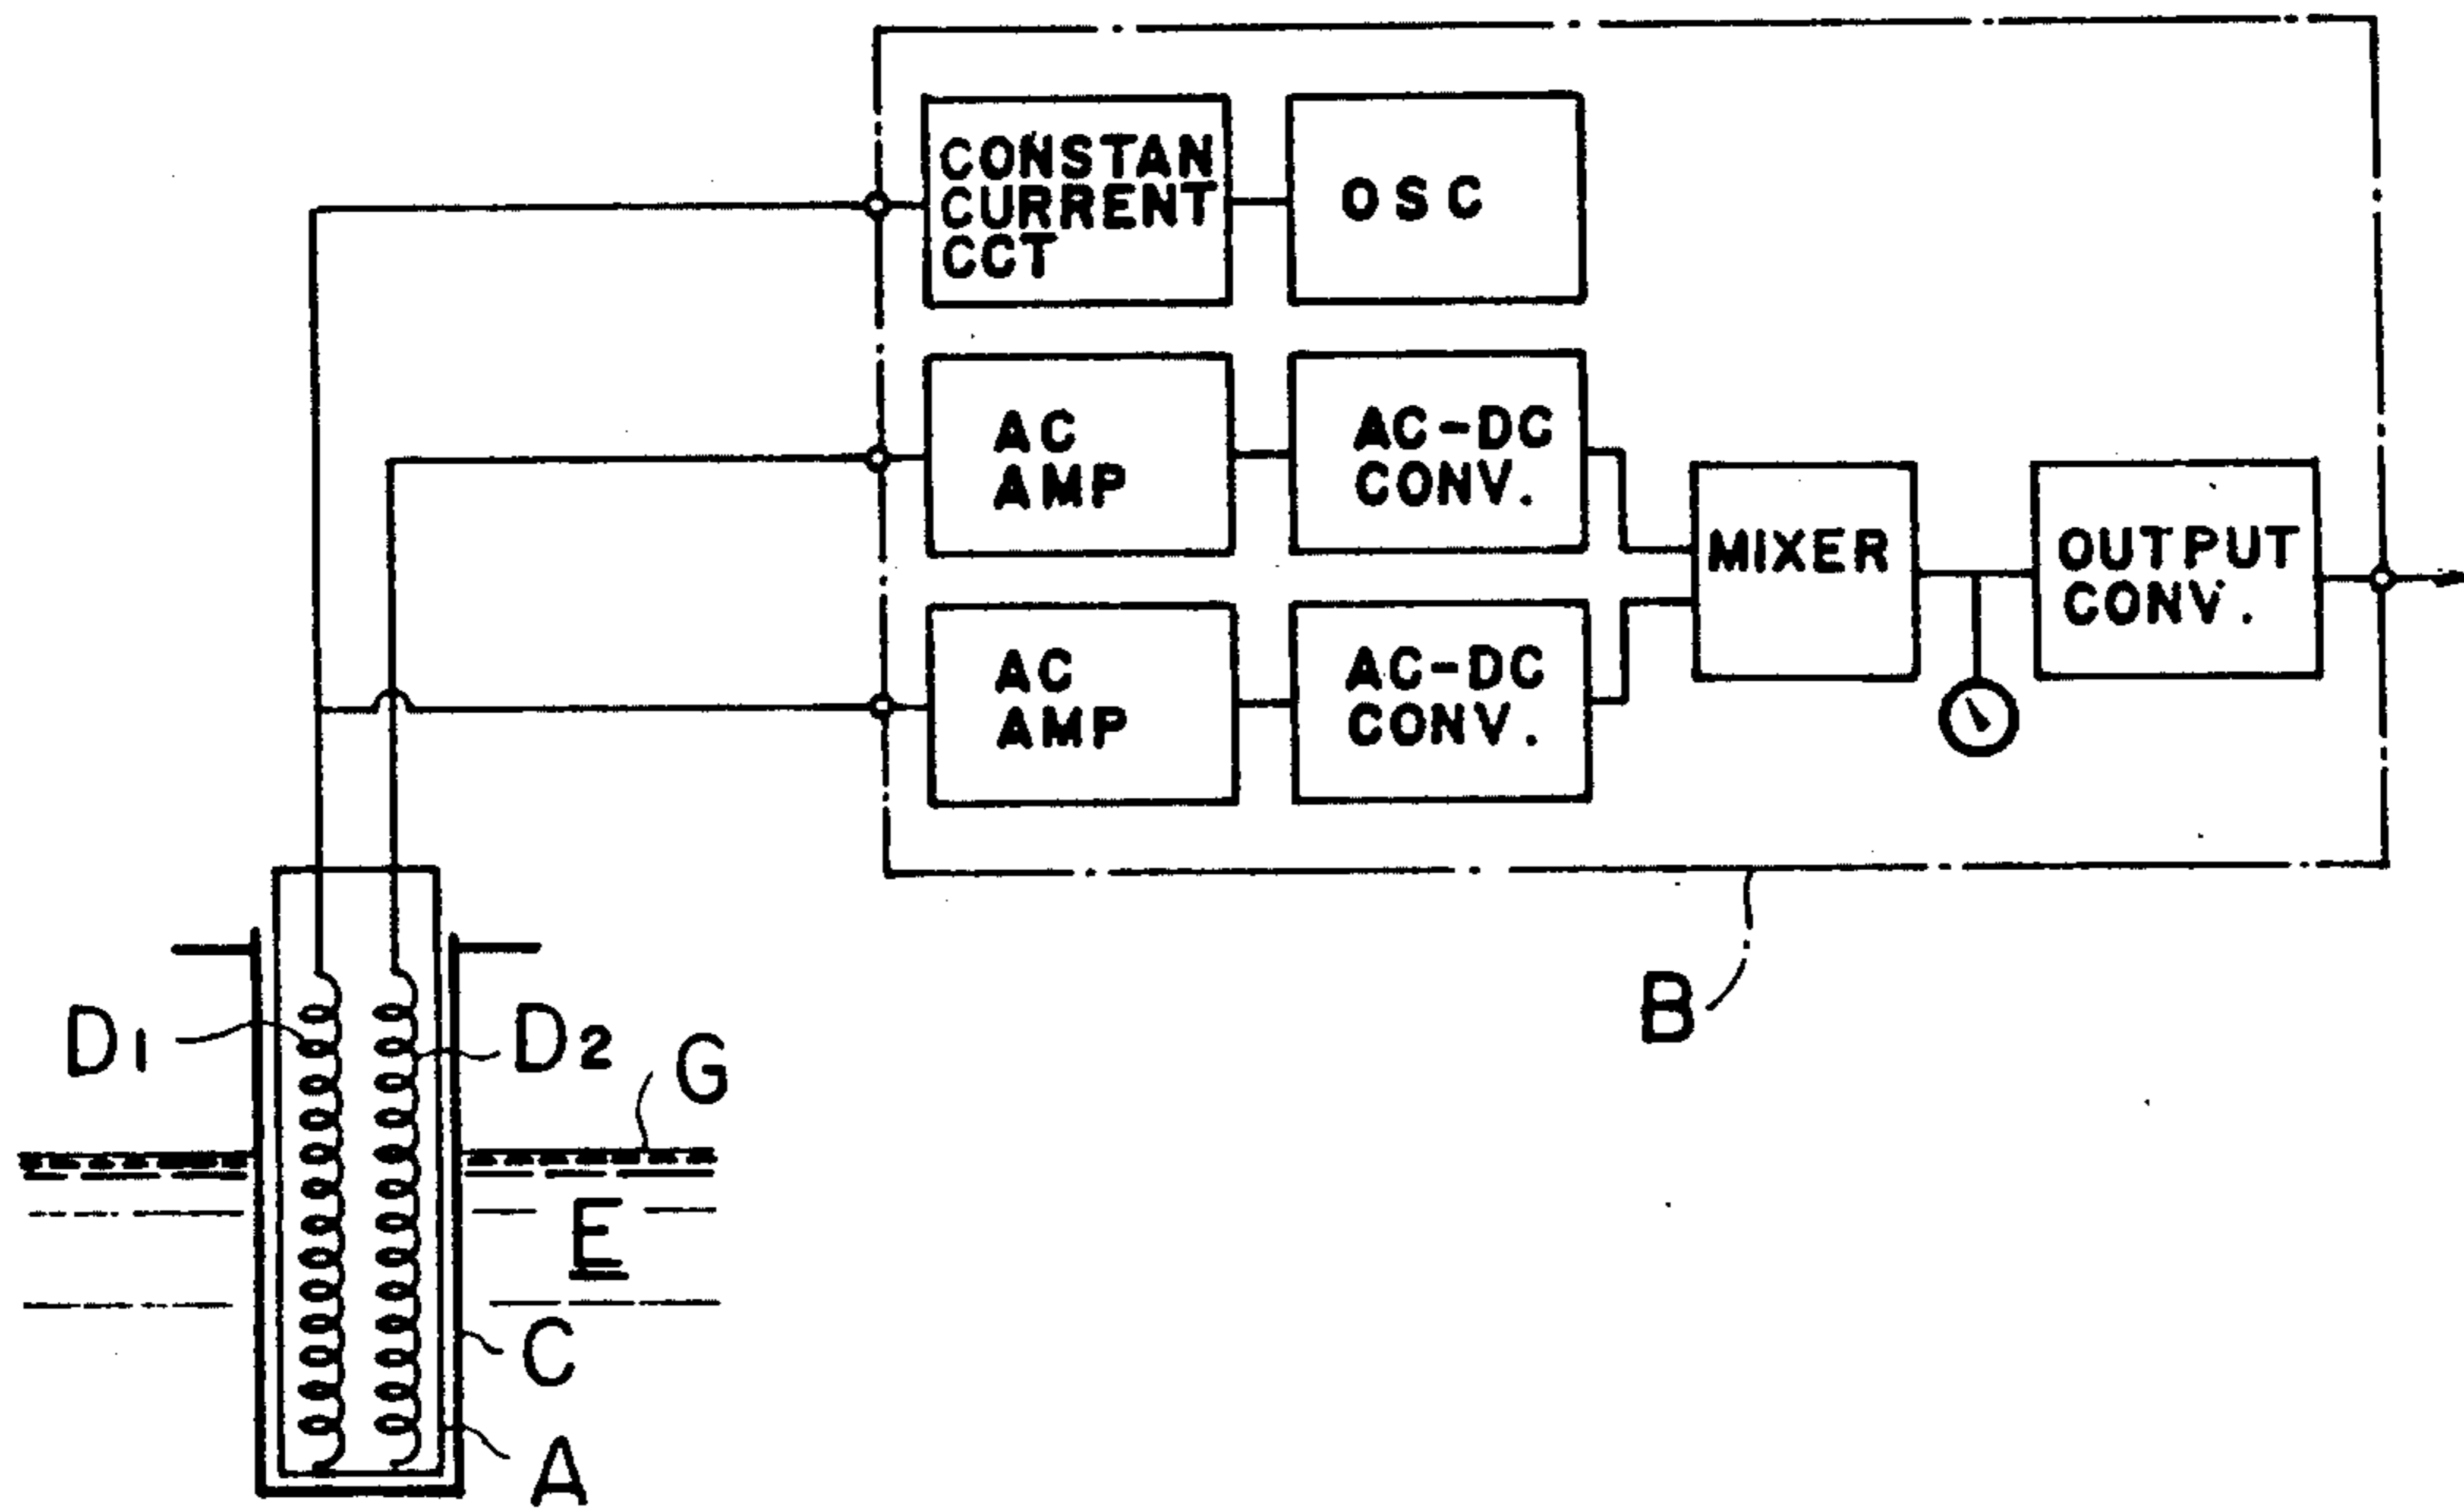 CONSTAN
CURRENT
CCT
OSC
AC
AMP
AC-DC
CONV.
MIXER
OUTPUT
CONV.
AC
AMP
AC-DC
CONV.
B
D1
D2
G
E
C
A